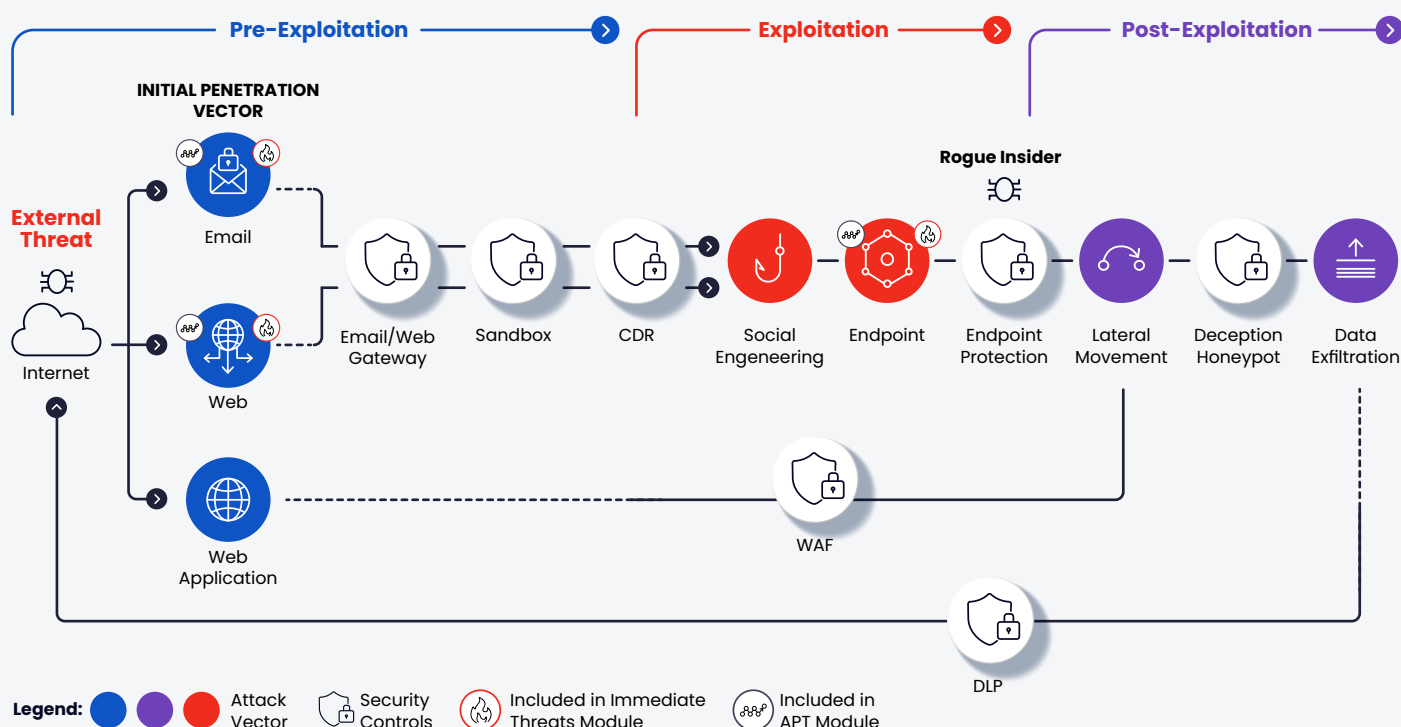 Pre-Exploitation
Exploitation
Post-Exploitation
INITIAL PENETRATION
VECTOR
Rogue Insider
External
Threat
Email
Internet
Email/Web
Gateway
Sandbox
CDR
Social
Engeneering
Endpoint
Endpoint
Protection
Lateral
Movement
Deception
Honeypot
Data
Exfiltration
Web
WAF
Web
Application
DLP
Legend:
Attack
Vector
Security
Controls
Included in Immediate
Threats Module
Included in
APT Module